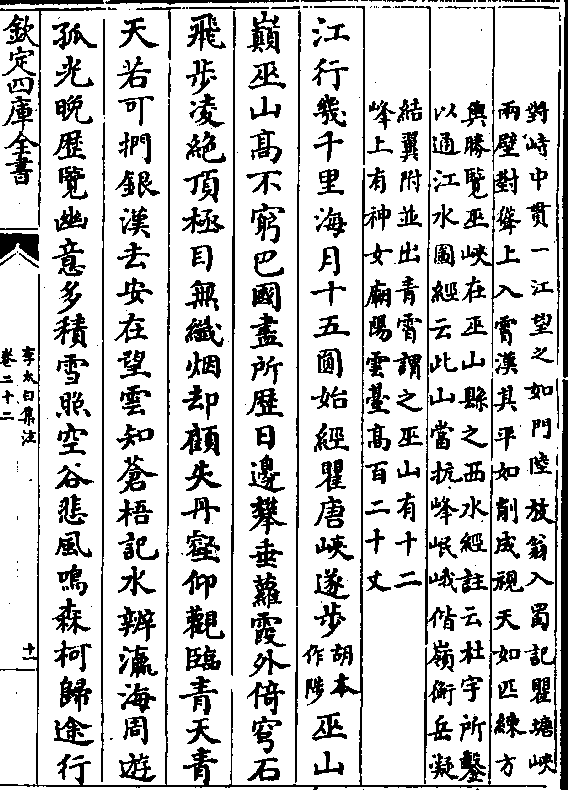 對峙中貫一江望之如門陸放翁入蜀記瞿塘峽
兩壁對聳上入霄漢其平如削成視天如匹練方
輿勝覽巫峽在巫山縣之西水經註云杜宇所鑿
以通江水圖經云此山當抗峰岷峨偕嶺衡岳凝
結翼附並出青霄謂之巫山有十二
峰上有神女廟陽雲臺高百二十丈
江行幾千里海月十五圓始經瞿唐峽遂步胡本作陟巫山
巔巫山高不窮巴國盡所歷日邊攀垂蘿霞外倚穹石
飛步凌絕頂極目無纖烟却顧失丹壑仰觀臨青天青
天若可捫銀漢去安在望雲知蒼梧記水辨瀛海周遊
孤光晚歷覽幽意多積雪照空谷悲風鳴森柯歸途行
欽定四庫全書
李太白集注
卷二十二
十一